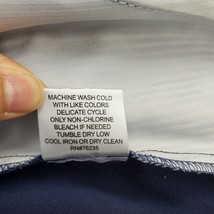 MACHINE WASH COLD
WITH LIKE COLORS
DELICATE CYCLE
ONLY NON-CHLORINE
BLEACH IF NEEDED
TUMBLE DRY LOW
COOL IRON OR DRY CLEAN
RN#76235